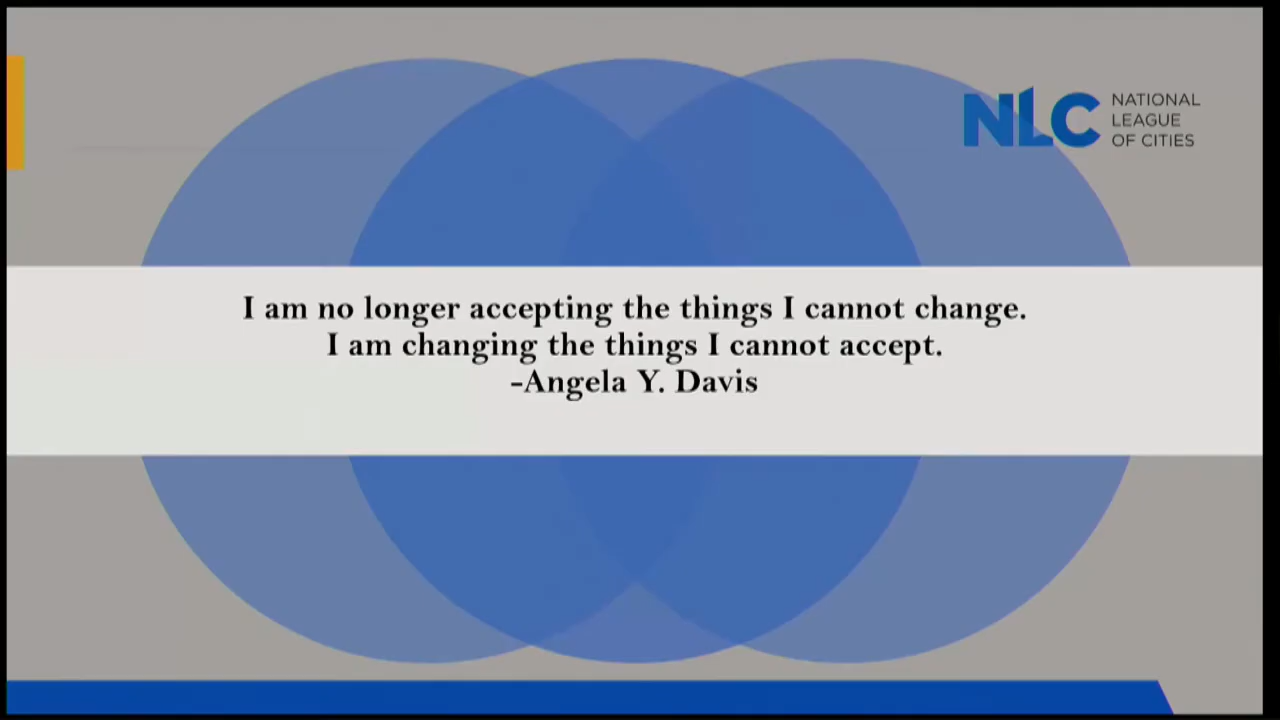 NLC
NATIONAL
LEAGUE
OF CITIES
I am no longer accepting the things I cannot change.
I am changing the things I cannot accept.
-Angela Y. Davis